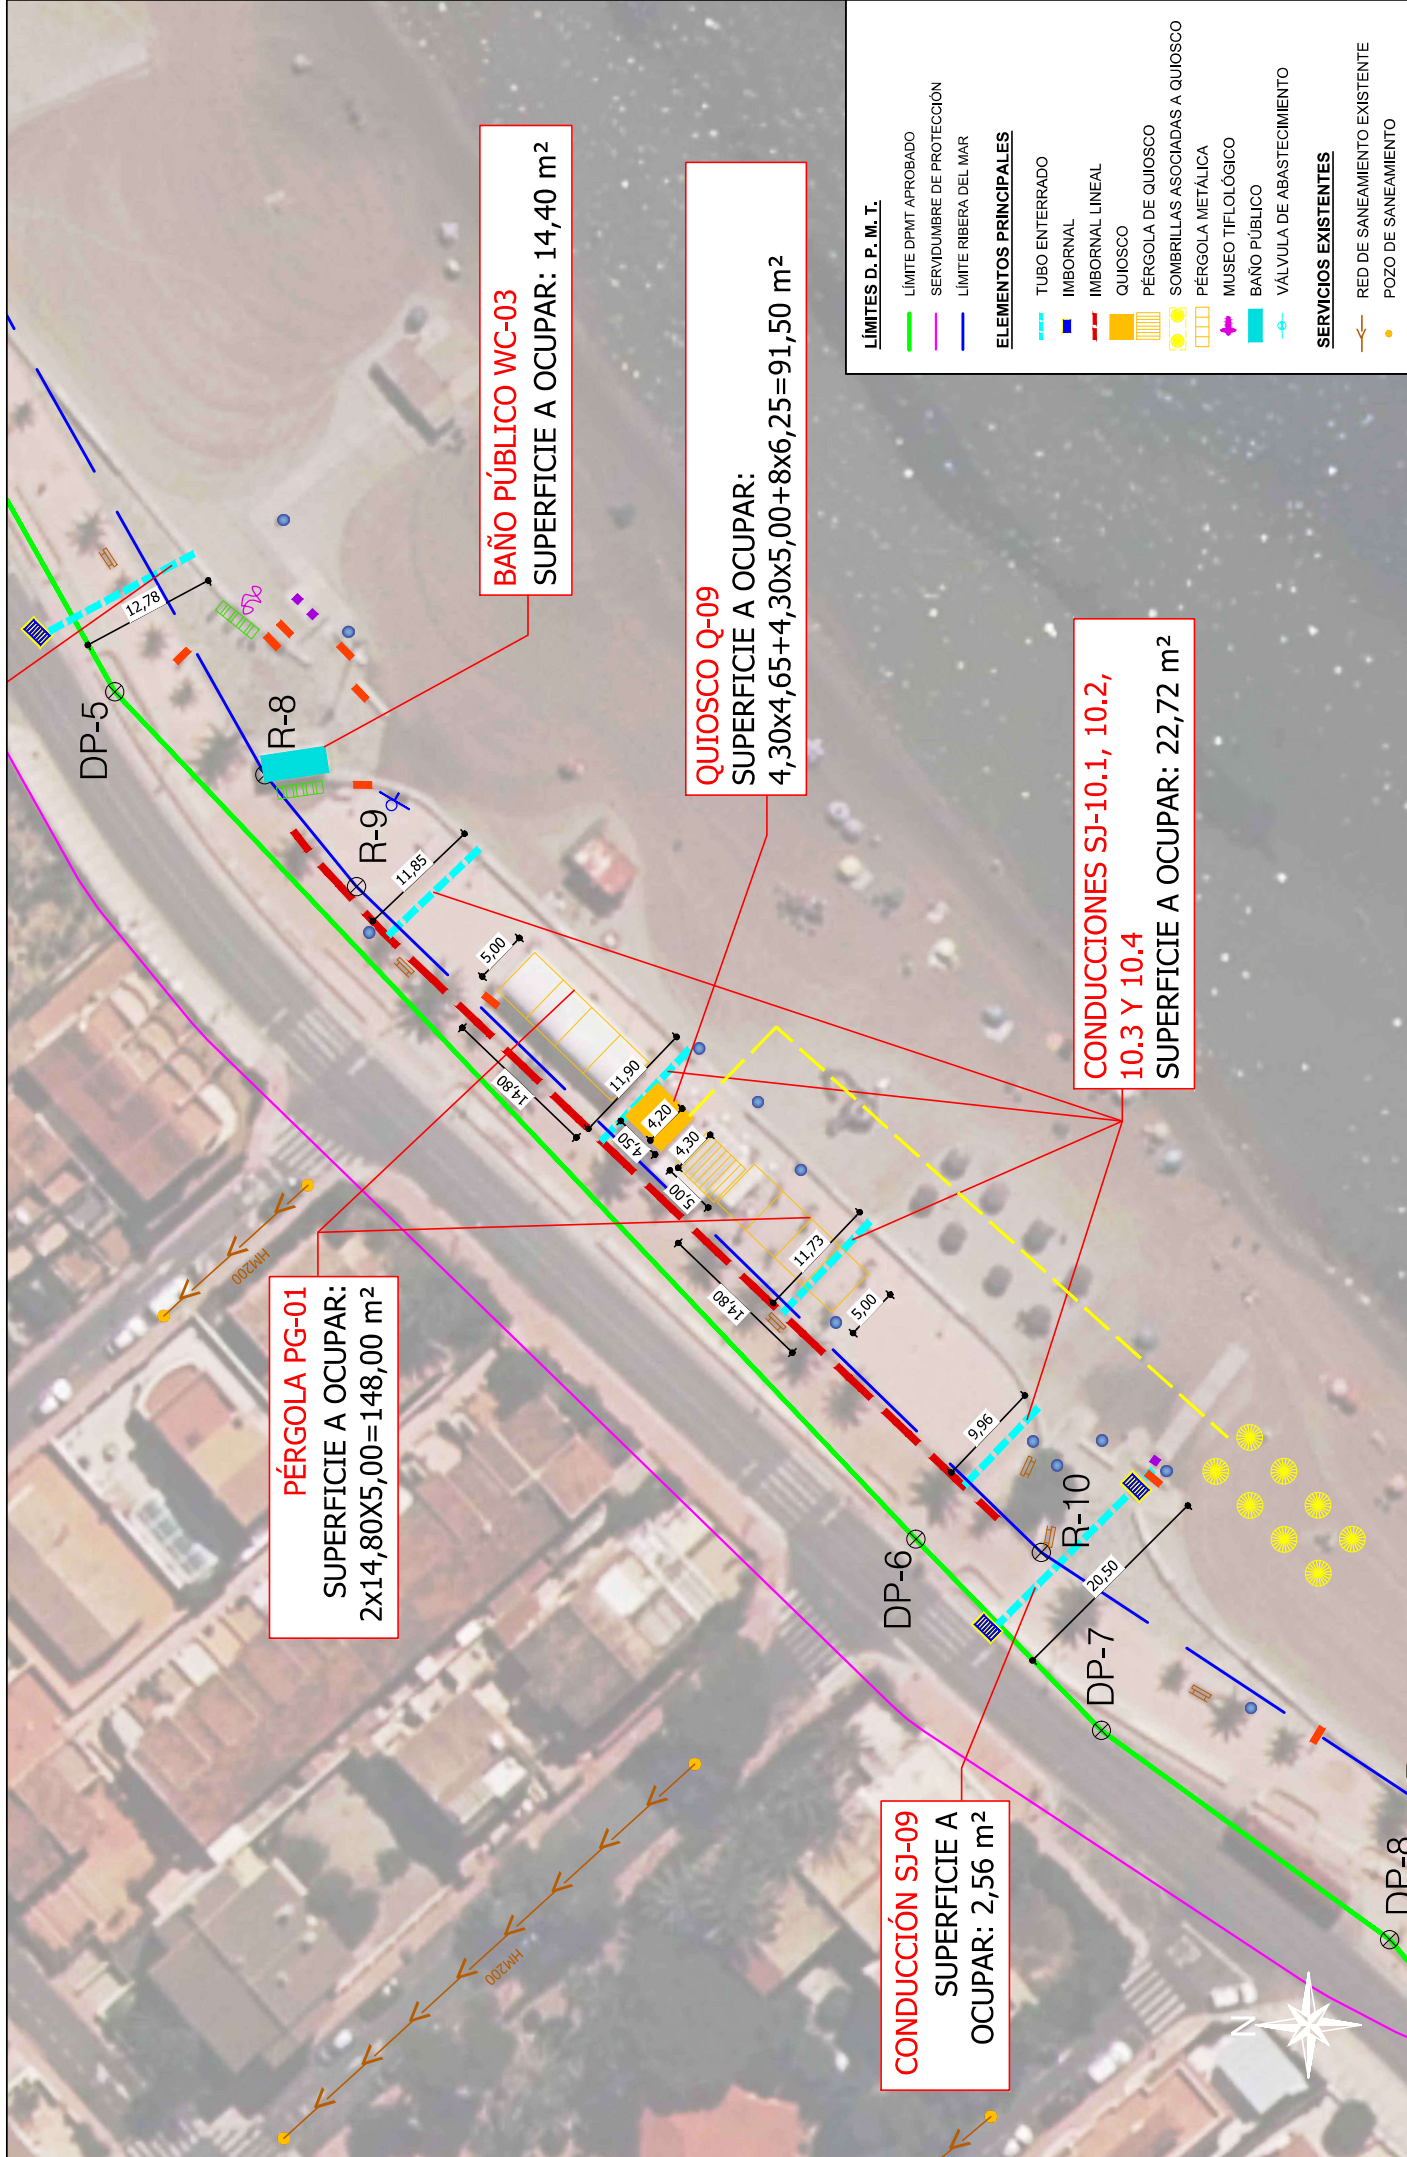 BAÑO PÚBLICO WC-03
SUPERFICIE A OCUPAR: 14,40 m²
QUIOSCO Q-09
SUPERFICIE A OCUPAR:
4,30x4,65+4,30x5,00+8x6,25=91,50 m²
CONDUCCIONES SJ-10.1, 10.2,
10.3 Y 10.4
SUPERFICIE A OCUPAR: 22,72 m²
PÉRGOLA PG-01
SUPERFICIE A OCUPAR:
2x14,80X5,00=148,00 m²
CONDUCCIÓN SJ-09
SUPERFICIE A
OCUPAR: 2,56 m²
DP-5
R-8
R-9
DP-6
R-10
DP-7
DP-8
12,78
11,85
5,00
14,80
11,90
4,20
4,50
4,30
5,00
11,73
14,80
5,00
9,96
20,50
HM200
HM200
N
LÍMITES D. P. M. T.
LÍMITE DPMT APROBADO
SERVIDUMBRE DE PROTECCIÓN
LÍMITE RIBERA DEL MAR
ELEMENTOS PRINCIPALES
TUBO ENTERRADO
IMBORNAL
IMBORNAL LINEAL
QUIOSCO
PÉRGOLA DE QUIOSCO
SOMBRILLAS ASOCIADAS A QUIOSCO
PÉRGOLA METÁLICA
MUSEO TIFLOLÓGICO
BAÑO PÚBLICO
VÁLVULA DE ABASTECIMIENTO
SERVICIOS EXISTENTES
RED DE SANEAMIENTO EXISTENTE
POZO DE SANEAMIENTO